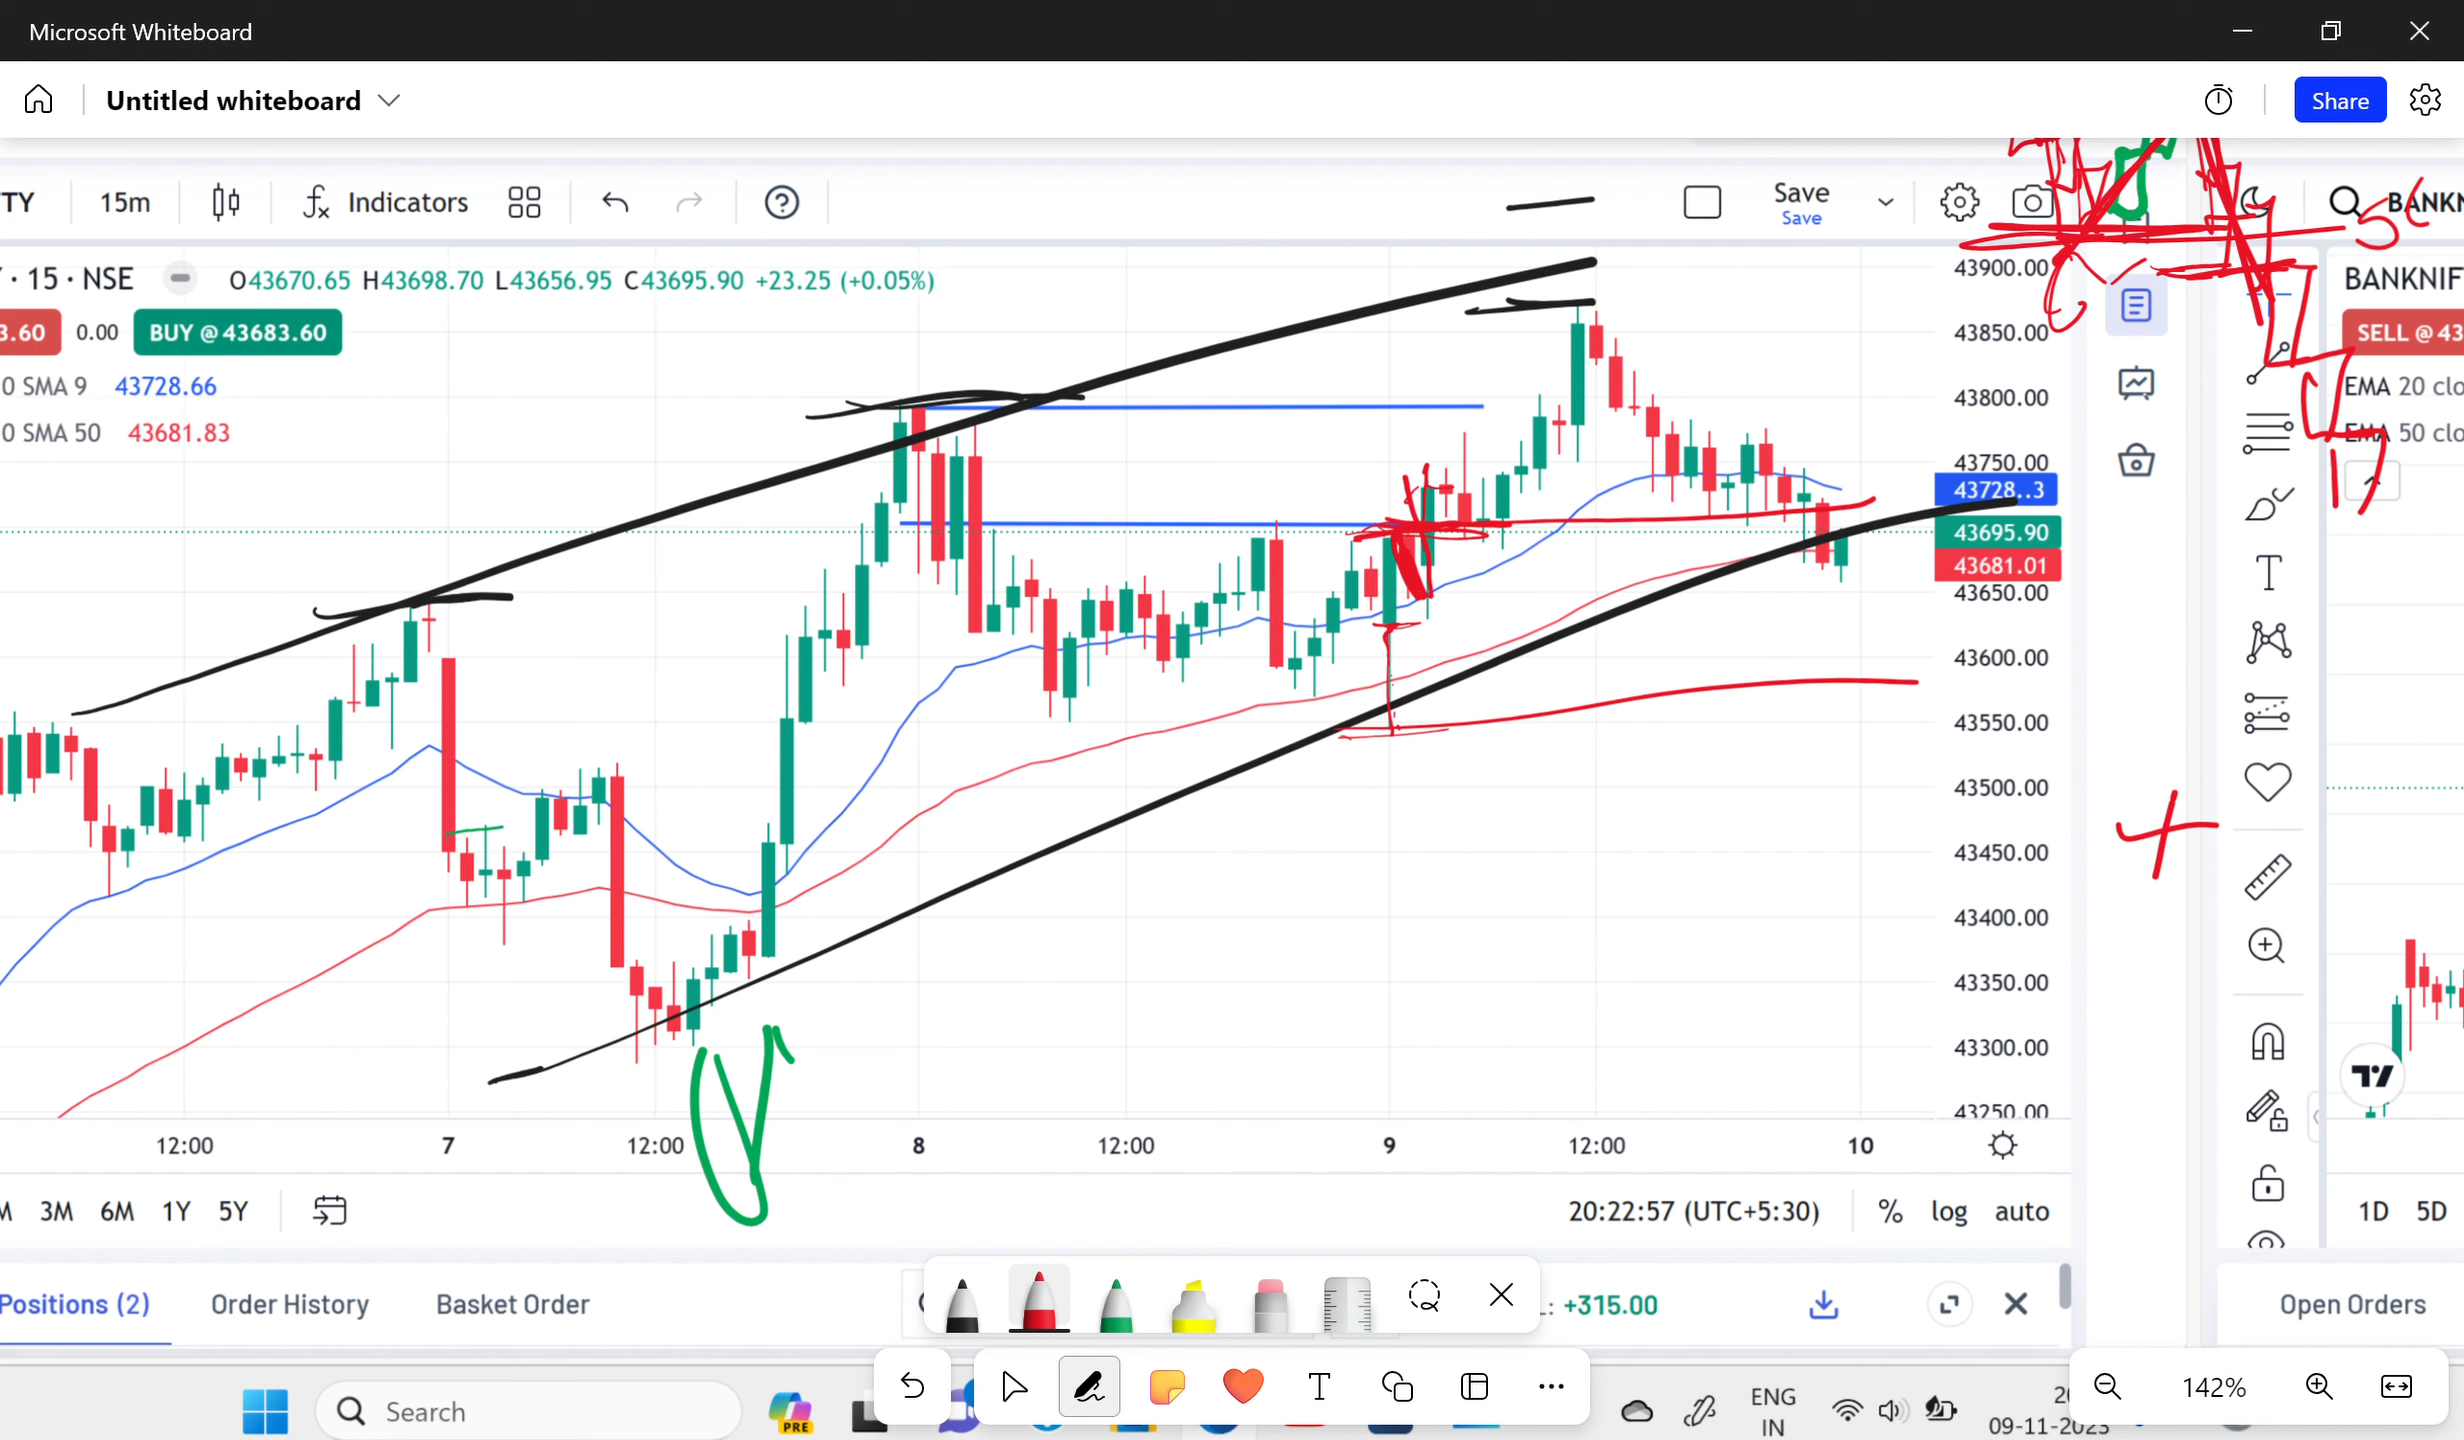 Microsoft Whiteboard
Untitled whiteboard
Share
TY
15m
Indicators
Save
Save
BANKN
· 15 · NSE
O43670.65 H43698.70 L43656.95 C43695.90 +23.25 (+0.05%)
3.60
0.00
BUY @ 43683.60
0 SMA 9 43728.66
0 SMA 50 43681.83
43900.00
43850.00
43800.00
43750.00
43728..3
43695.90
43681.01
43650.00
43600.00
43550.00
43500.00
43450.00
43400.00
43350.00
43300.00
43250.00
BANKNIF
SELL @ 43
EMA 20 clo
EMA 50 clo
12:00
7
12:00
8
12:00
9
12:00
10
M 3M 6M 1Y 5Y
20:22:57 (UTC+5:30)
% log auto
1D 5D
Positions (2)
Order History
Basket Order
: +315.00
Open Orders
Search
PRE
ENG
IN
142%
09-11-2023